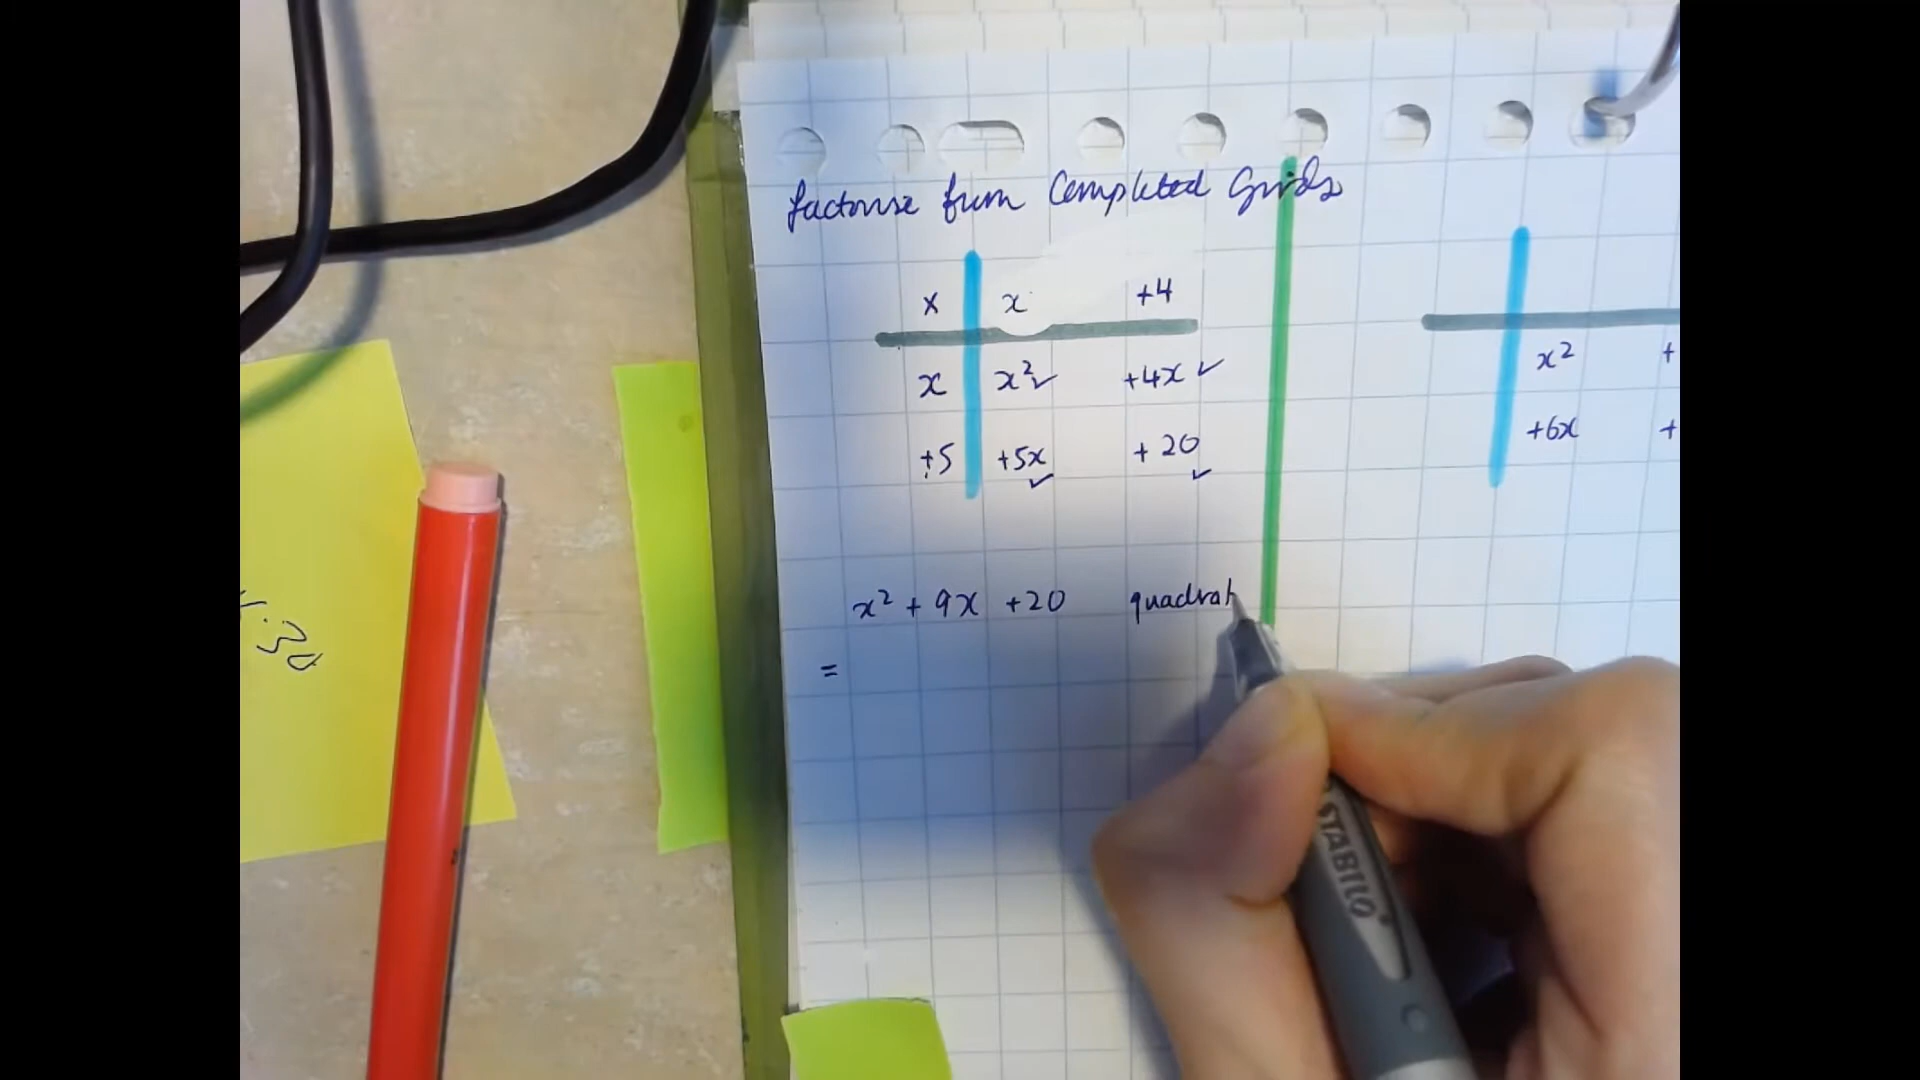 factorise from Completed Grids
x x +4
x x² ✓ +4x ✓
+5 +5x ✓ +20 ✓
x² +
+6x +
x² + 9x +20 quadrat
=
STABILO